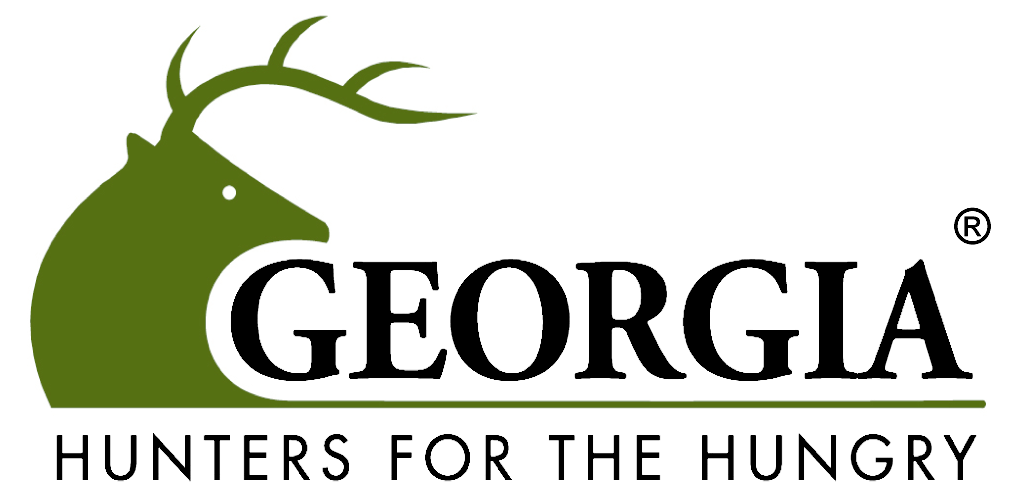 GEORGIA®
HUNTERS FOR THE HUNGRY